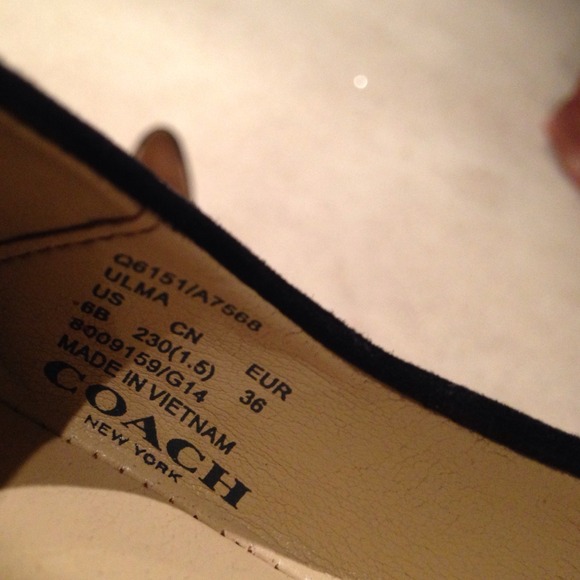 Q6151/A7568
ULMA
US CN EUR
6B 230(1.5) 36
8009159/G14
MADE IN VIETNAM
COACH
NEW YORK